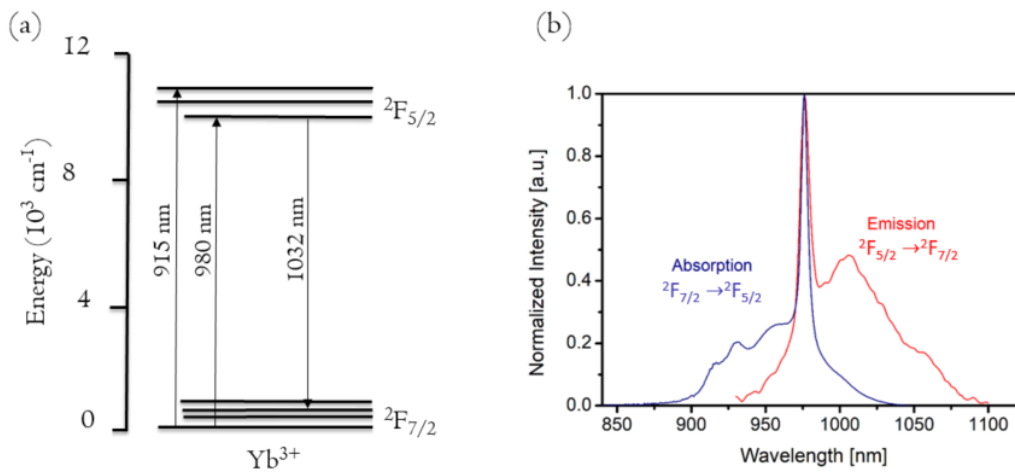 (a)
12
8
4
0
Energy (10³ cm⁻¹)
915 nm
980 nm
1032 nm
²F₅/₂
²F₇/₂
Yb³⁺
(b)
1.0
0.8
0.6
0.4
0.2
0.0
Normalized Intensity [a.u.]
Absorption
²F₇/₂ →²F₅/₂
Emission
²F₅/₂→²F₇/₂
850 900 950 1000 1050 1100
Wavelength [nm]